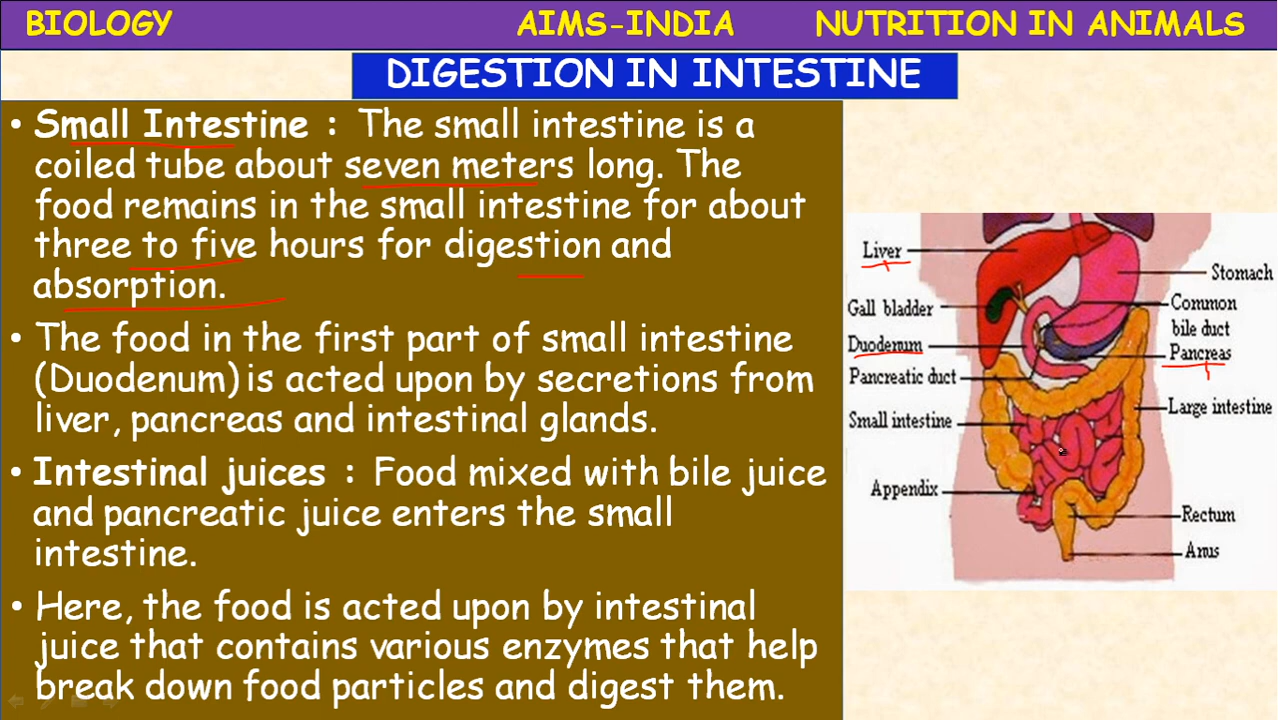 BIOLOGY AIMS-INDIA NUTRITION IN ANIMALS
DIGESTION IN INTESTINE
• Small Intestine : The small intestine is a
coiled tube about seven meters long. The
food remains in the small intestine for about
three to five hours for digestion and
absorption.
• The food in the first part of small intestine
(Duodenum) is acted upon by secretions from
liver, pancreas and intestinal glands.
• Intestinal juices : Food mixed with bile juice
and pancreatic juice enters the small
intestine.
• Here, the food is acted upon by intestinal
juice that contains various enzymes that help
break down food particles and digest them.
Liver
Stomach
Gall bladder
Common
bile duct
Duodenum
Pancreas
Pancreatic duct
Large intestine
Small intestine
Appendix
Rectum
Anus